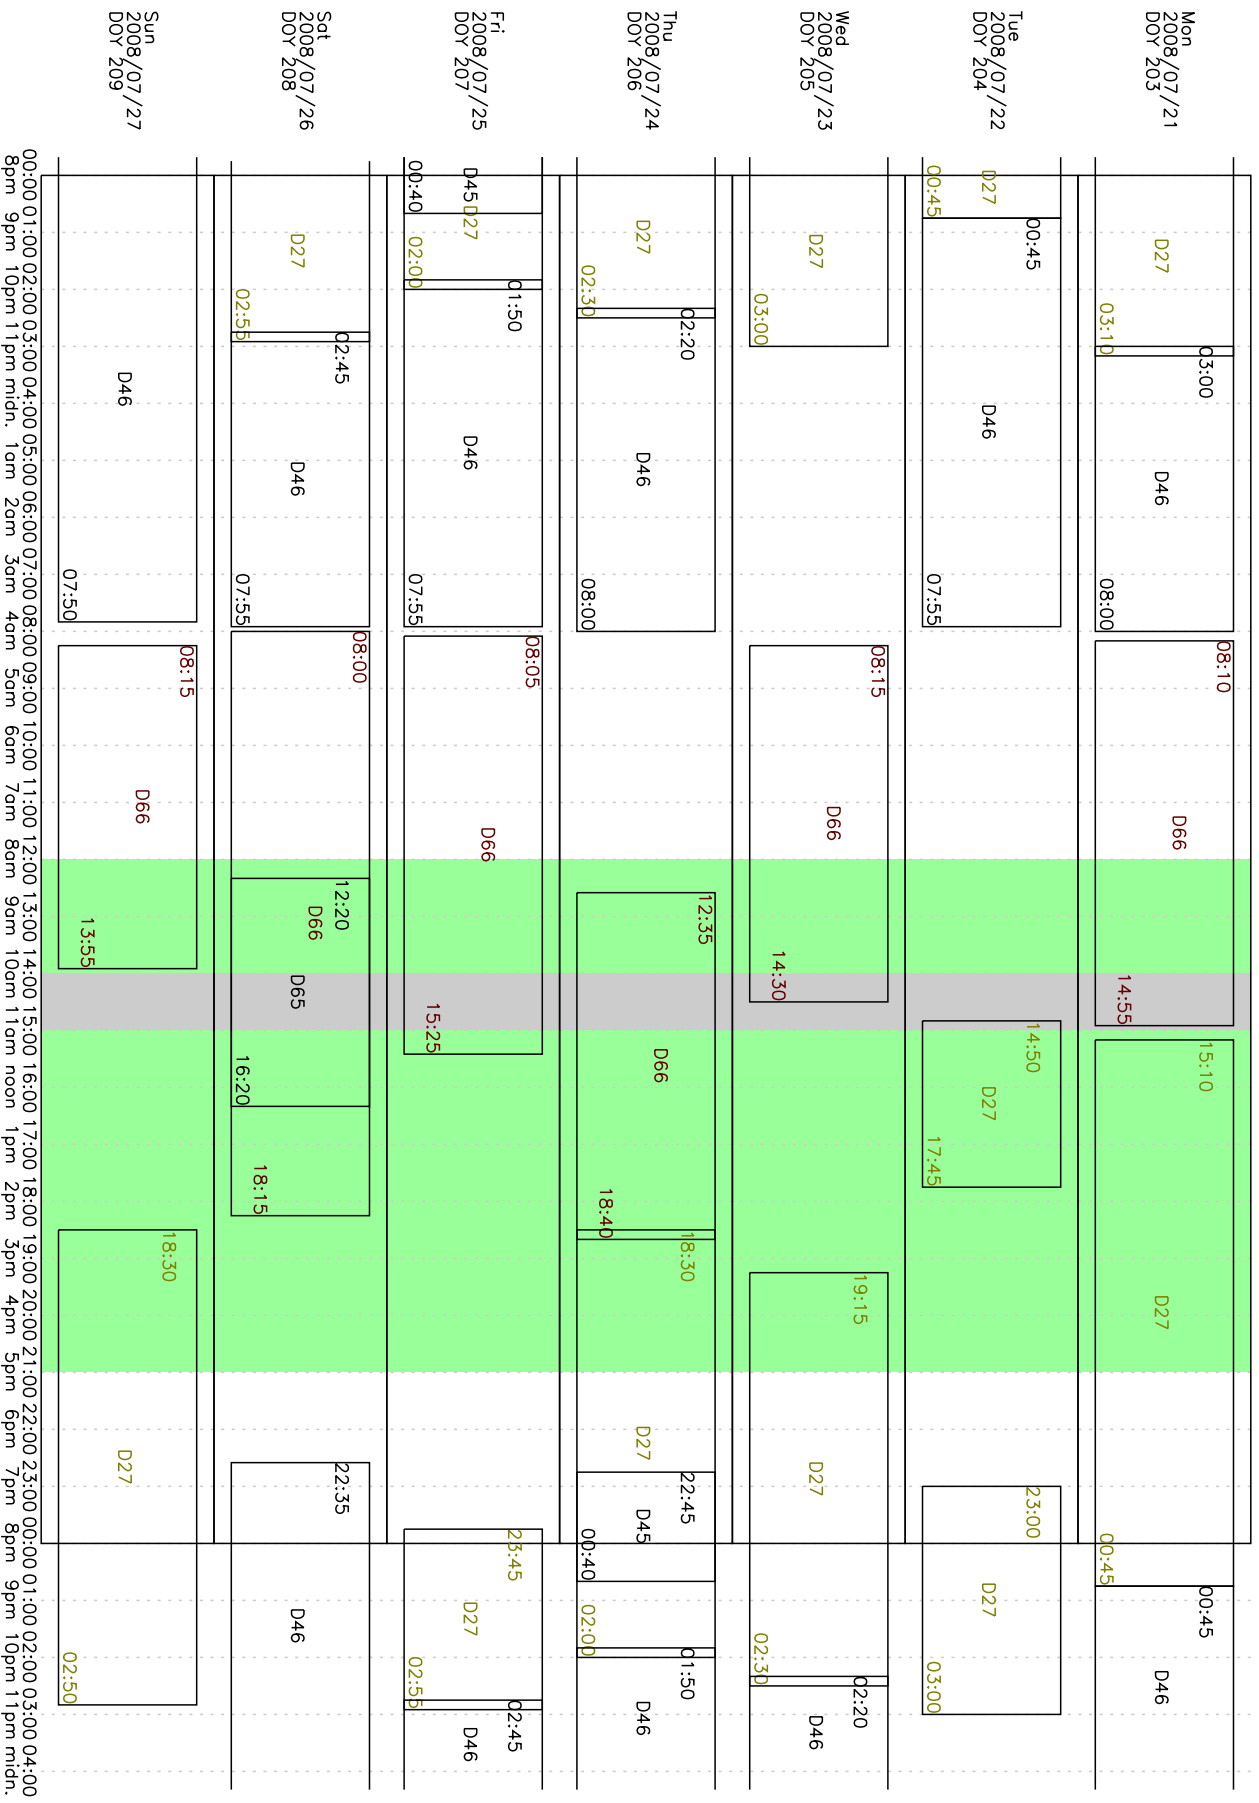 Mon
2008/07/21
DOY 203
D27
03:10
03:00
D46
08:00
08:10
D66
14:55
15:10
D27
00:45
00:45
D46
Tue
2008/07/22
DOY 204
D27
00:45
00:45
D46
07:55
14:50
D27
17:45
23:00
D27
03:00
Wed
2008/07/23
DOY 205
D27
03:00
08:15
D66
14:30
19:15
D27
02:30
02:20
D46
Thu
2008/07/24
DOY 206
D27
02:30
02:20
D46
08:00
12:35
D66
18:40
18:30
D27
22:45
D45
00:40
02:00
01:50
D46
Fri
2008/07/25
DOY 207
D45
00:40
D27
02:00
01:50
D46
07:55
08:05
D66
15:25
23:45
D27
02:55
02:45
D46
Sat
2008/07/26
DOY 208
D27
02:55
02:45
D46
07:55
08:00
D66
12:20
D65
16:20
18:15
22:35
D46
Sun
2008/07/27
DOY 209
D46
07:50
08:15
D66
13:55
18:30
D27
02:50
00:00 01:00 02:00 03:00 04:00 05:00 06:00 07:00 08:00 09:00 10:00 11:00 12:00 13:00 14:00 15:00 16:00 17:00 18:00 19:00 20:00 21:00 22:00 23:00 00:00 01:00 02:00 03:00 04:00
8pm 9pm 10pm 11pm midn. 1am 2am 3am 4am 5am 6am 7am 8am 9am 10am 11am noon 1pm 2pm 3pm 4pm 5pm 6pm 7pm 8pm 9pm 10pm 11pm midn.